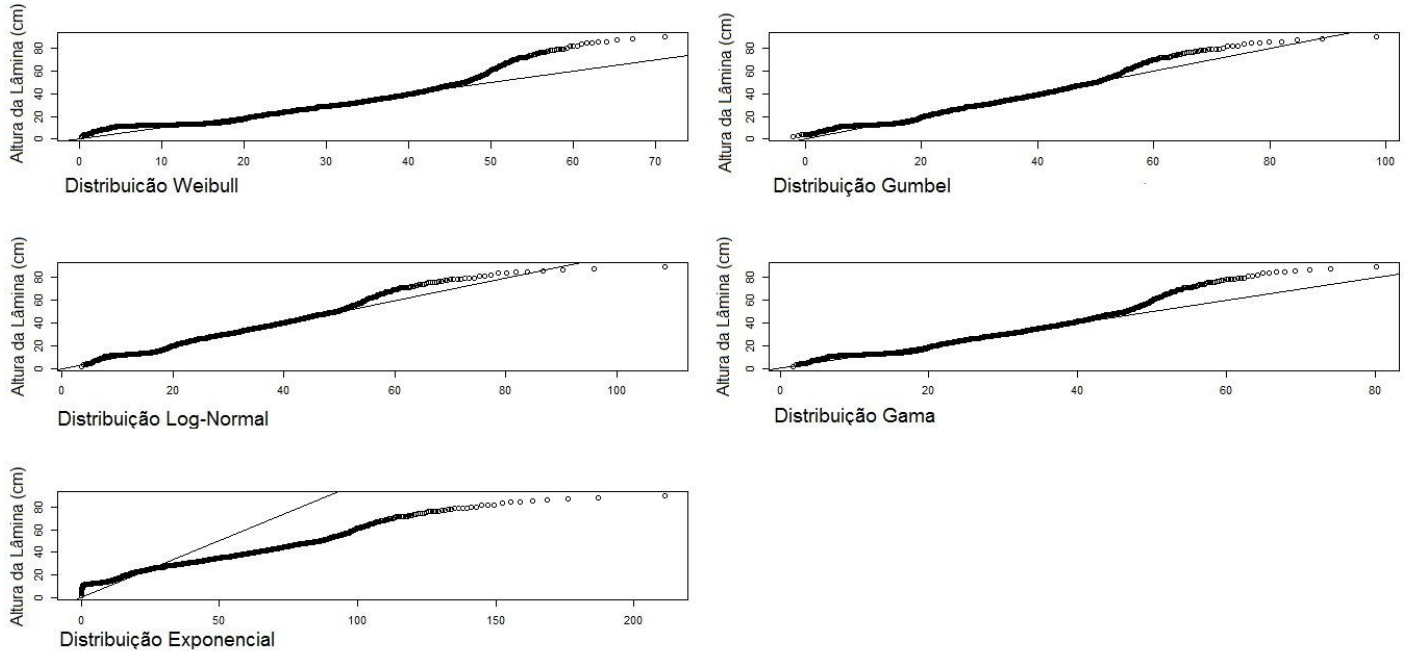 Altura da Lâmina (cm)
0 20 40 60 80
0 10 20 30 40 50 60 70
Distribuicão Weibull
Altura da Lâmina (cm)
0 20 40 60 80
0 20 40 60 80 100
Distribuição Gumbel
Altura da Lâmina (cm)
0 20 40 60 80
0 20 40 60 80 100
Distribuição Log-Normal
Altura da Lâmina (cm)
0 20 40 60 80
0 20 40 60 80
Distribuição Gama
Altura da Lâmina (cm)
0 20 40 60 80
0 50 100 150 200
Distribuição Exponencial